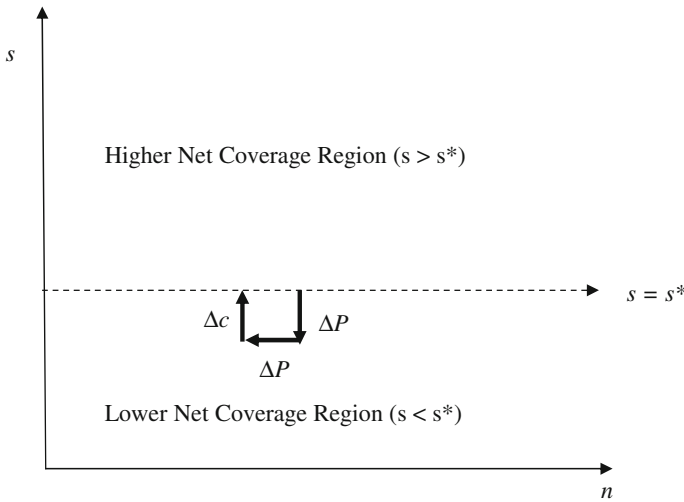 s
Higher Net Coverage Region (s > s*)
s = s*
Δc
ΔP
ΔP
Lower Net Coverage Region (s < s*)
n